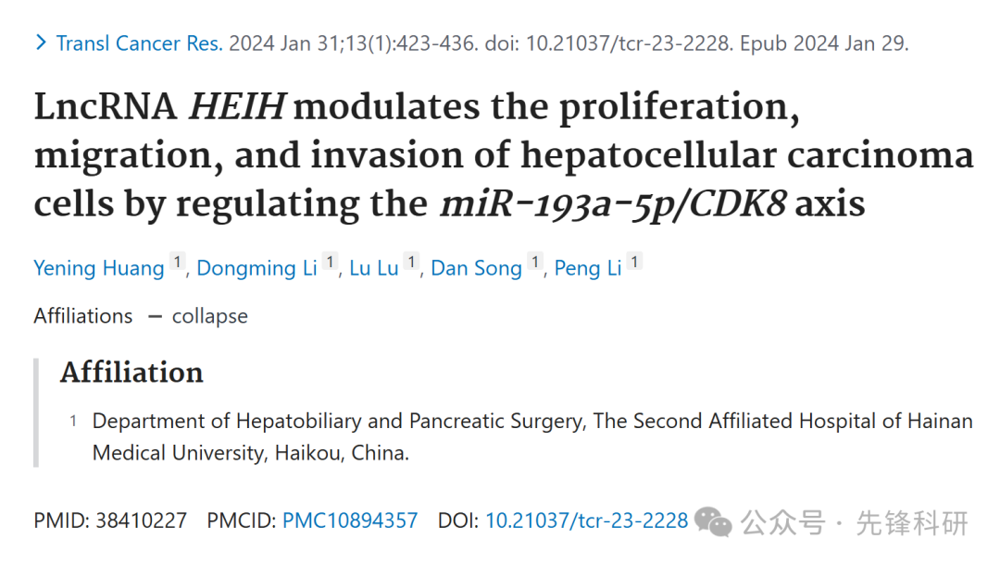 Transl Cancer Res. 2024 Jan 31;13(1):423-436. doi: 10.21037/tcr-23-2228. Epub 2024 Jan 29.
LncRNA HEIH modulates the proliferation,
migration, and invasion of hepatocellular carcinoma
cells by regulating the miR-193a-5p/CDK8 axis
Yening Huang 1, Dongming Li 1, Lu Lu 1, Dan Song 1, Peng Li 1
Affiliations — collapse
Affiliation
1 Department of Hepatobiliary and Pancreatic Surgery, The Second Affiliated Hospital of Hainan
Medical University, Haikou, China.
PMID: 38410227 PMCID: PMC10894357 DOI: 10.21037/tcr-23-2228 公众号 · 先锋科研